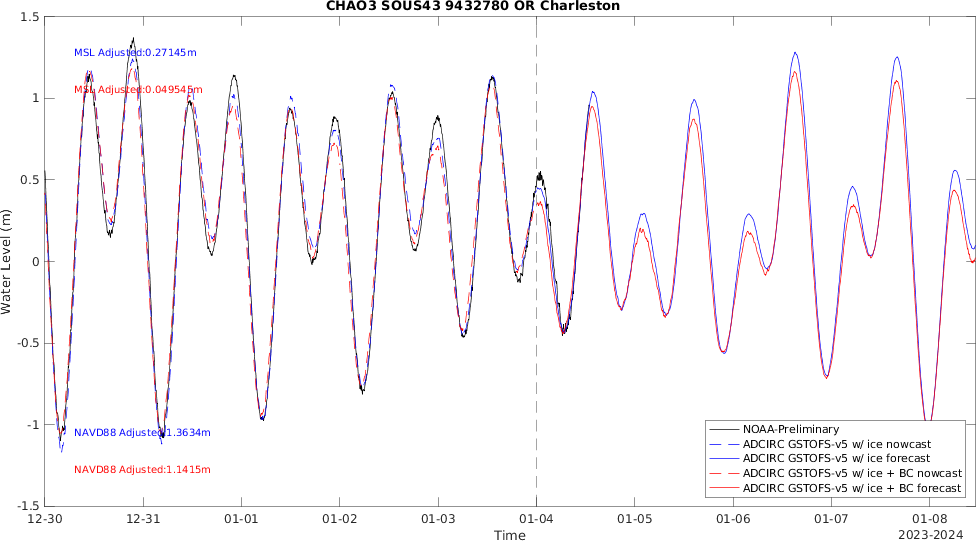 CHAO3 SOUS43 9432780 OR Charleston
1.5
1
0.5
0
-0.5
-1
-1.5
Water Level (m)
MSL Adjusted:0.27145m
MSL Adjusted:0.049545m
NAVD88 Adjusted:1.3634m
NAVD88 Adjusted:1.1415m
NOAA-Preliminary
ADCIRC GSTOFS-v5 w/ ice nowcast
ADCIRC GSTOFS-v5 w/ ice forecast
ADCIRC GSTOFS-v5 w/ ice + BC nowcast
ADCIRC GSTOFS-v5 w/ ice + BC forecast
12-30 12-31 01-01 01-02 01-03 01-04 01-05 01-06 01-07 01-08
Time
2023-2024